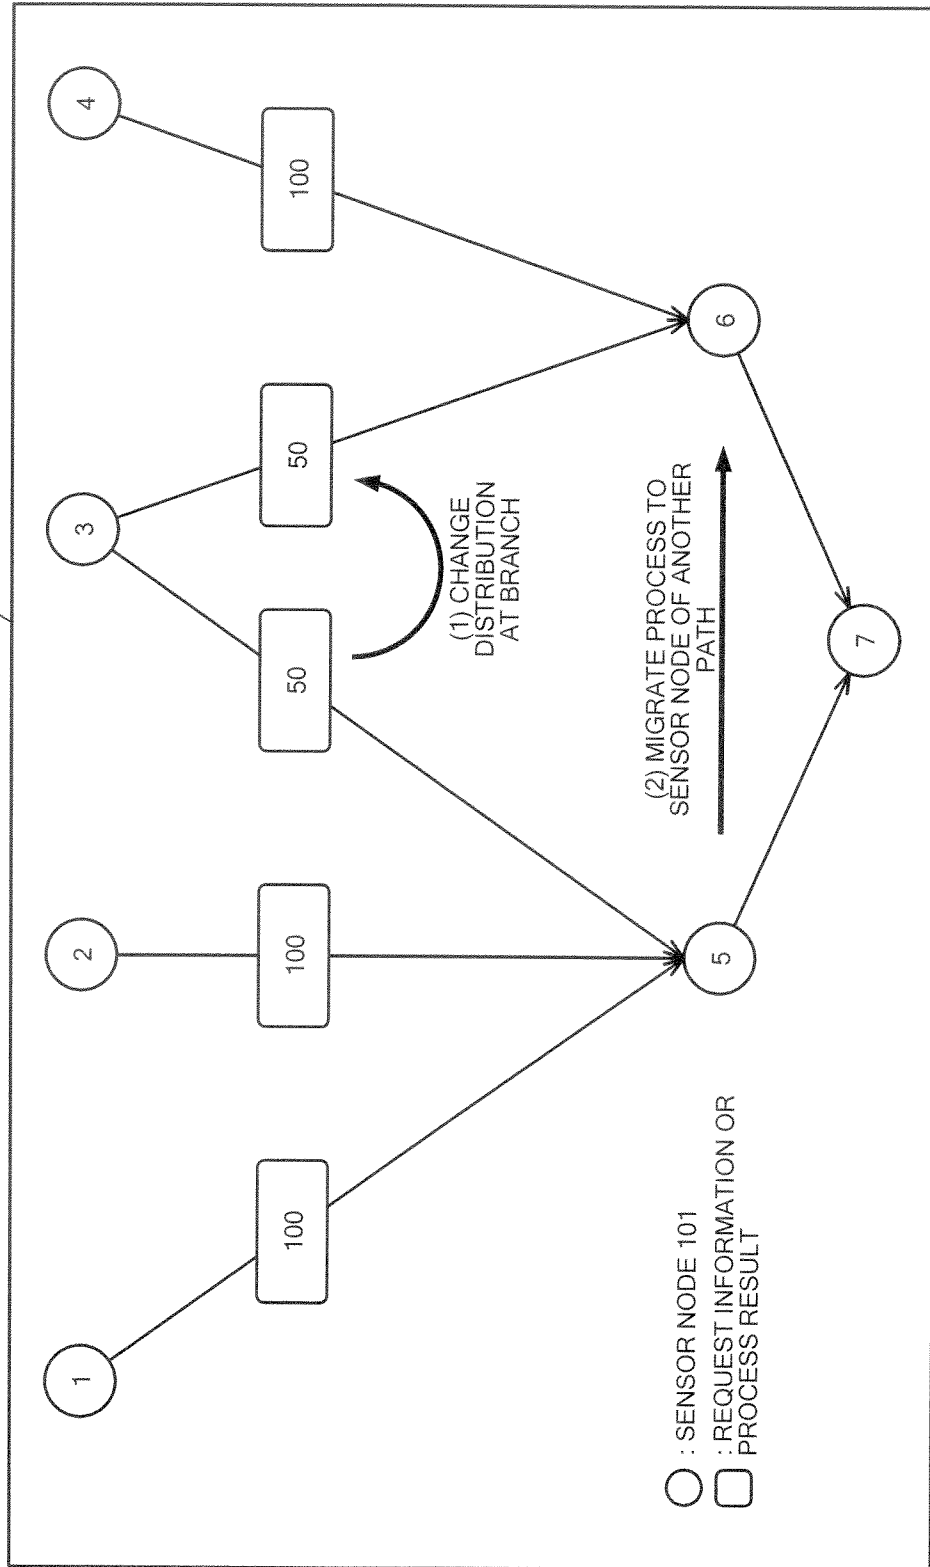 1
2
3
4
100
100
50
50
100
(1) CHANGE
DISTRIBUTION
AT BRANCH
(2) MIGRATE PROCESS TO
SENSOR NODE OF ANOTHER
PATH
5
6
7
: SENSOR NODE 101
: REQUEST INFORMATION OR
PROCESS RESULT